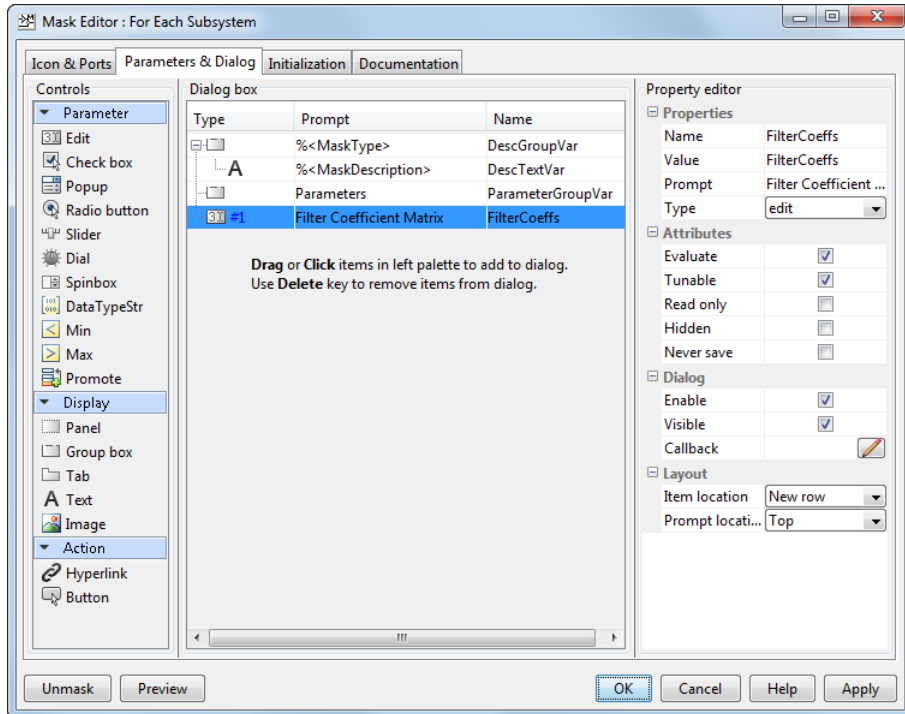 Mask Editor : For Each Subsystem
Icon & Ports Parameters & Dialog Initialization Documentation
Controls
Parameter
Edit
Check box
Popup
Radio button
Slider
Dial
Spinbox
DataTypeStr
Min
Max
Promote
Display
Panel
Group box
Tab
Text
Image
Action
Hyperlink
Button
Dialog box
Type Prompt Name
%<MaskType> DescGroupVar
A %<MaskDescription> DescTextVar
Parameters ParameterGroupVar
#1 Filter Coefficient Matrix FilterCoeffs
Drag or Click items in left palette to add to dialog.
Use Delete key to remove items from dialog.
Property editor
Properties
Name FilterCoeffs
Value FilterCoeffs
Prompt Filter Coefficient ...
Type edit
Attributes
Evaluate
Tunable
Read only
Hidden
Never save
Dialog
Enable
Visible
Callback
Layout
Item location New row
Prompt locati... Top
Unmask Preview OK Cancel Help Apply